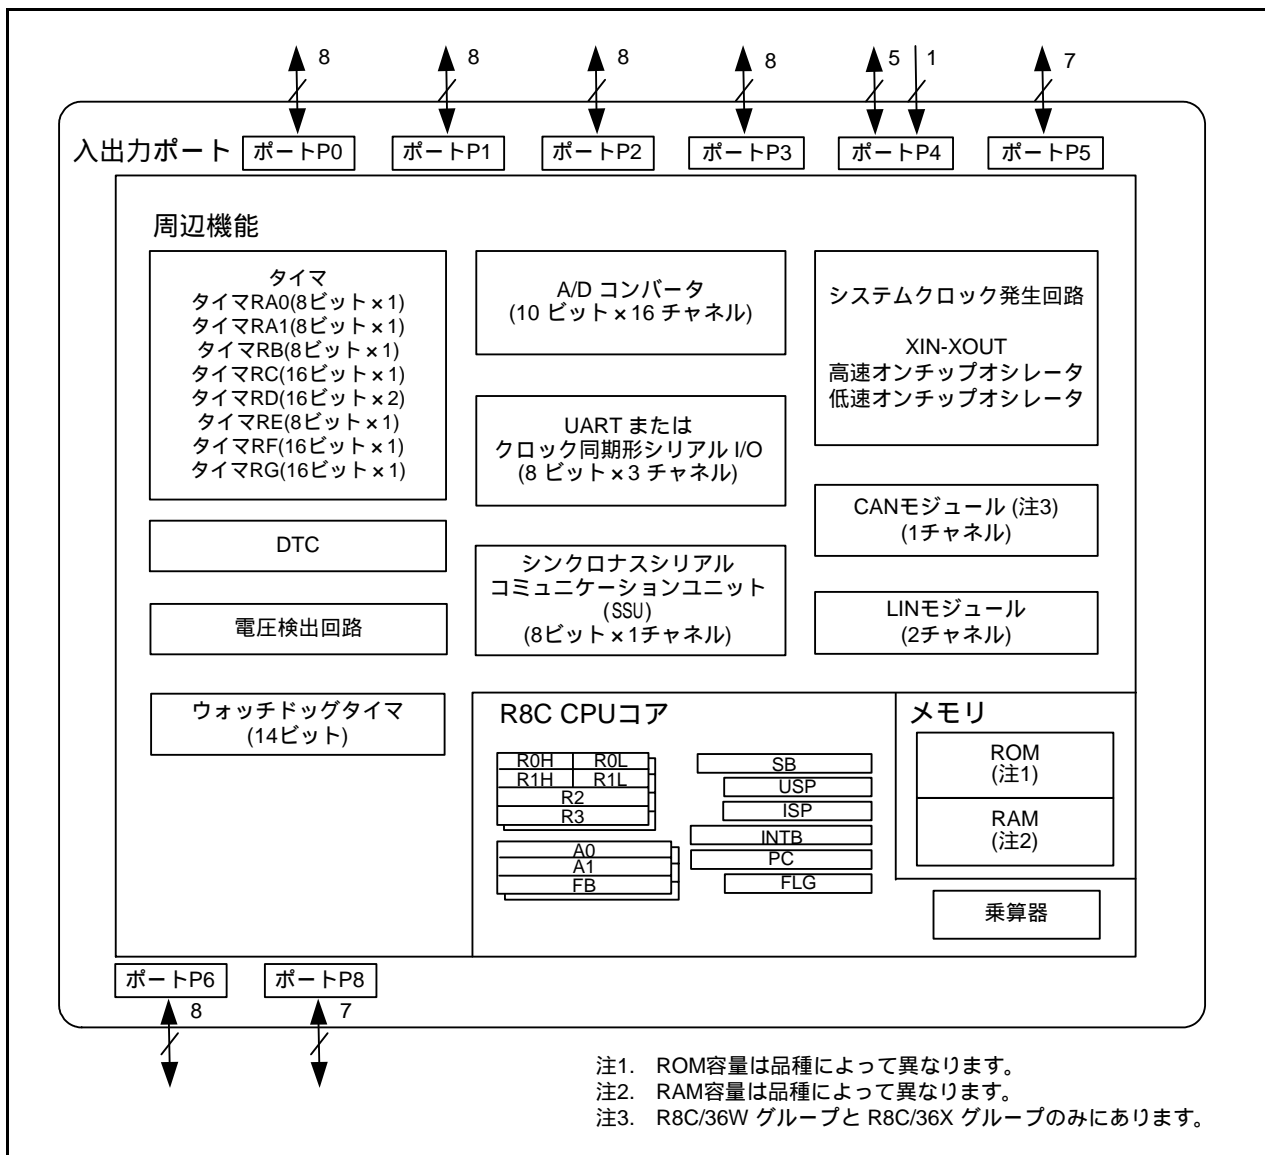 8 8 8 8 5 1 7
入出力ポート ポートP0 ポートP1 ポートP2 ポートP3 ポートP4 ポートP5
周辺機能
タイマ
タイマRA0(8ビット×1)
タイマRA1(8ビット×1)
タイマRB(8ビット×1)
タイマRC(16ビット×1)
タイマRD(16ビット×2)
タイマRE(8ビット×1)
タイマRF(16ビット×1)
タイマRG(16ビット×1)
DTC
電圧検出回路
ウォッチドッグタイマ
(14ビット)
A/D コンバータ
(10 ビット×16 チャネル)
UART または
クロック同期形シリアル I/O
(8 ビット×3 チャネル)
シンクロナスシリアル
コミュニケーションユニット
(SSU)
(8ビット×1チャネル)
システムクロック発生回路
XIN-XOUT
高速オンチップオシレータ
低速オンチップオシレータ
CANモジュール (注3)
(1チャネル)
LINモジュール
(2チャネル)
R8C CPUコア
R0H R0L
R1H R1L
R2
R3
A0
A1
FB
SB
USP
ISP
INTB
PC
FLG
メモリ
ROM
(注1)
RAM
(注2)
乗算器
ポートP6 ポートP8
8 7
注1. ROM容量は品種によって異なります。
注2. RAM容量は品種によって異なります。
注3. R8C/36W グループと R8C/36X グループのみにあります。